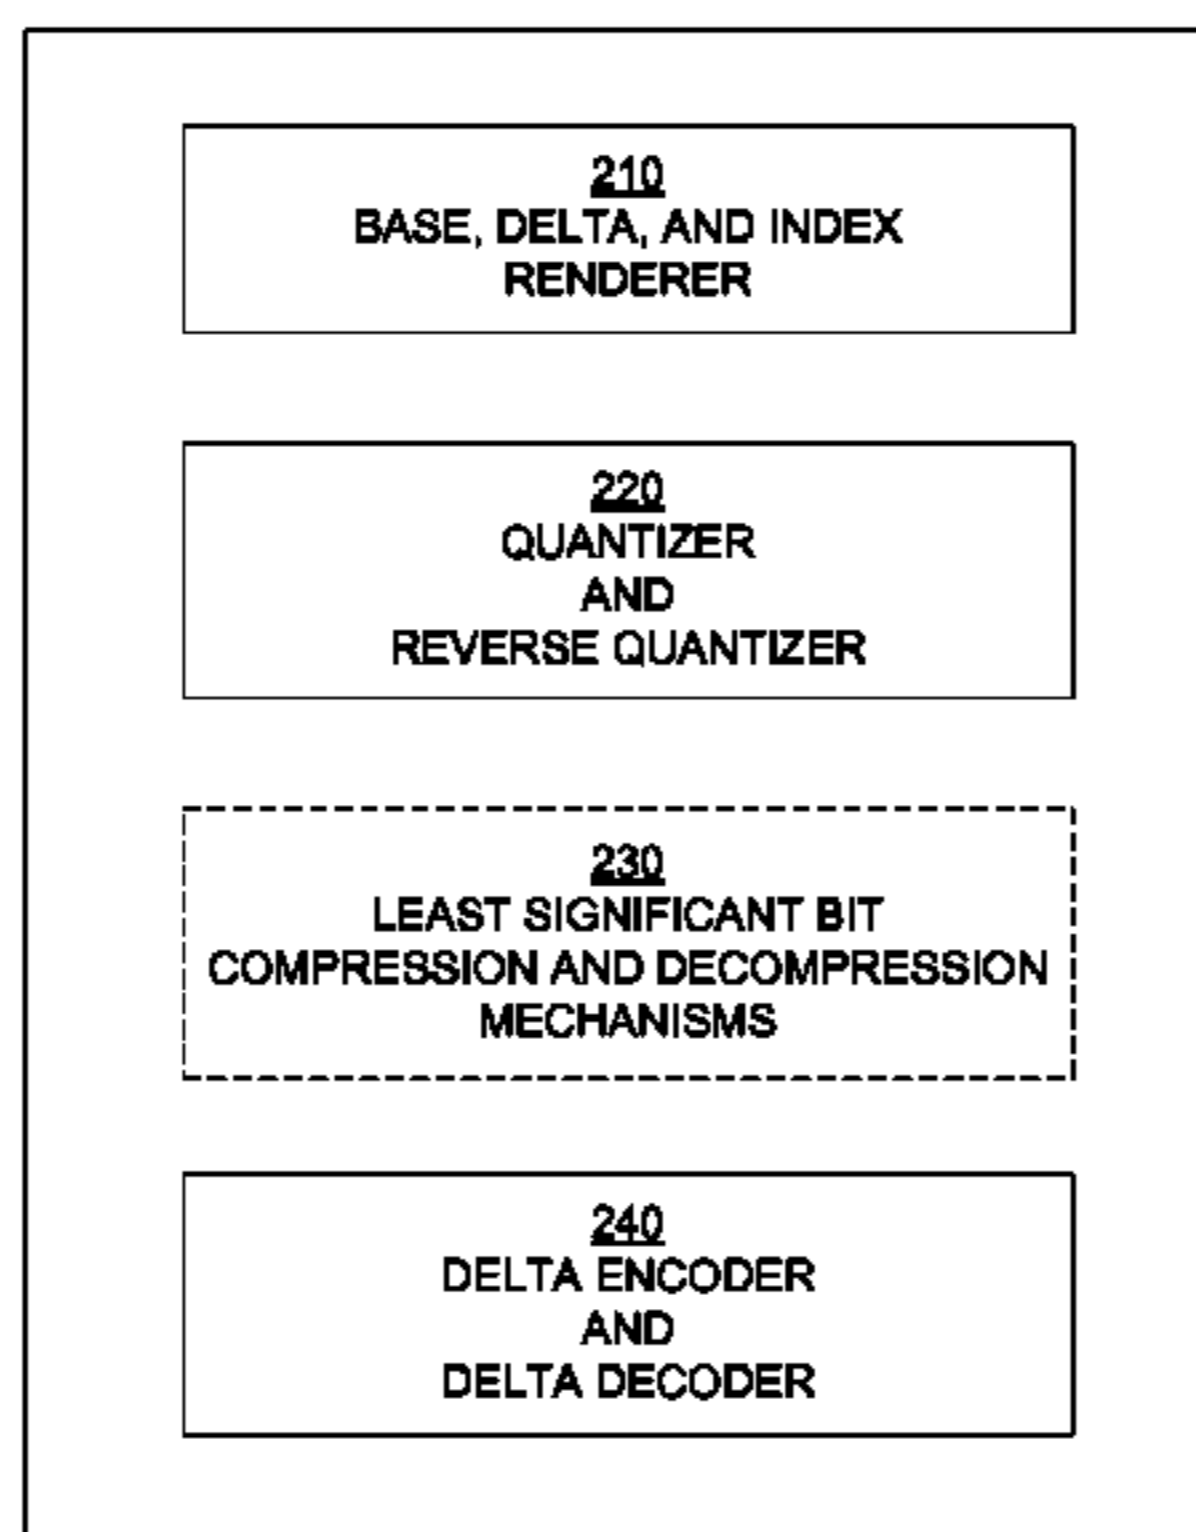 210
BASE, DELTA, AND INDEX
RENDERER
220
QUANTIZER
AND
REVERSE QUANTIZER
230
LEAST SIGNIFICANT BIT
COMPRESSION AND DECOMPRESSION
MECHANISMS
240
DELTA ENCODER
AND
DELTA DECODER